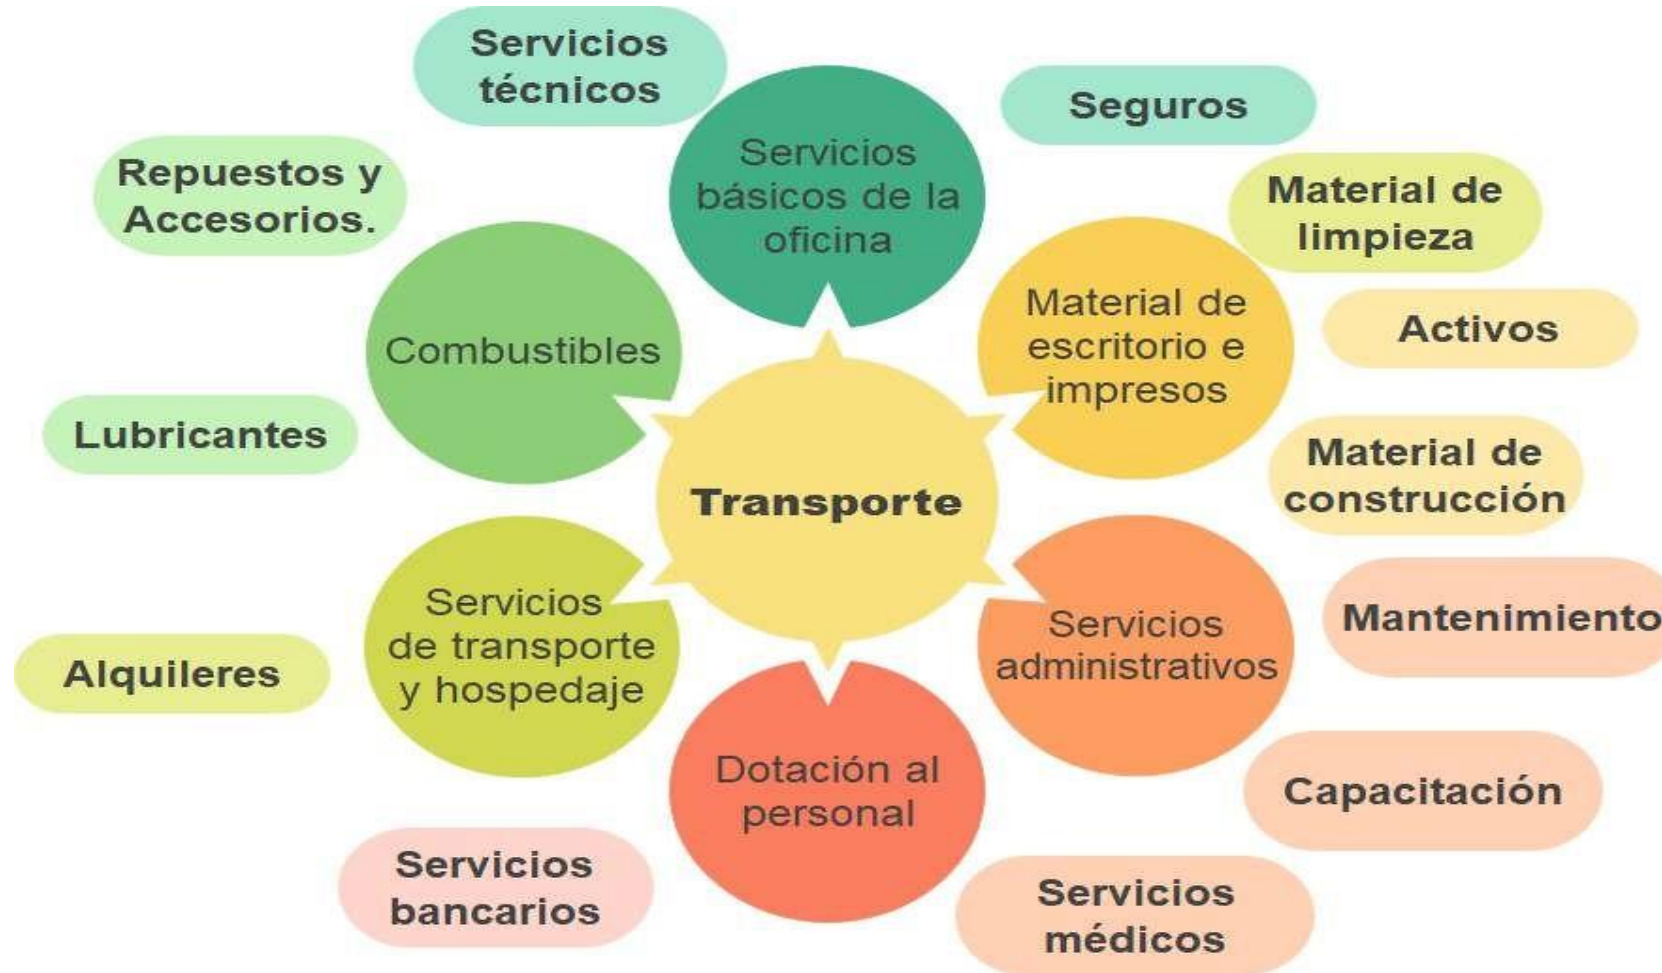 Servicios
técnicos
Seguros
Servicios
básicos de la
oficina
Repuestos y
Accesorios.
Material de
limpieza
Combustibles
Material de
escritorio e
impresos
Activos
Lubricantes
Material de
construcción
Transporte
Servicios
de transporte
y hospedaje
Servicios
administrativos
Mantenimiento
Alquileres
Dotación al
personal
Capacitación
Servicios
bancarios
Servicios
médicos